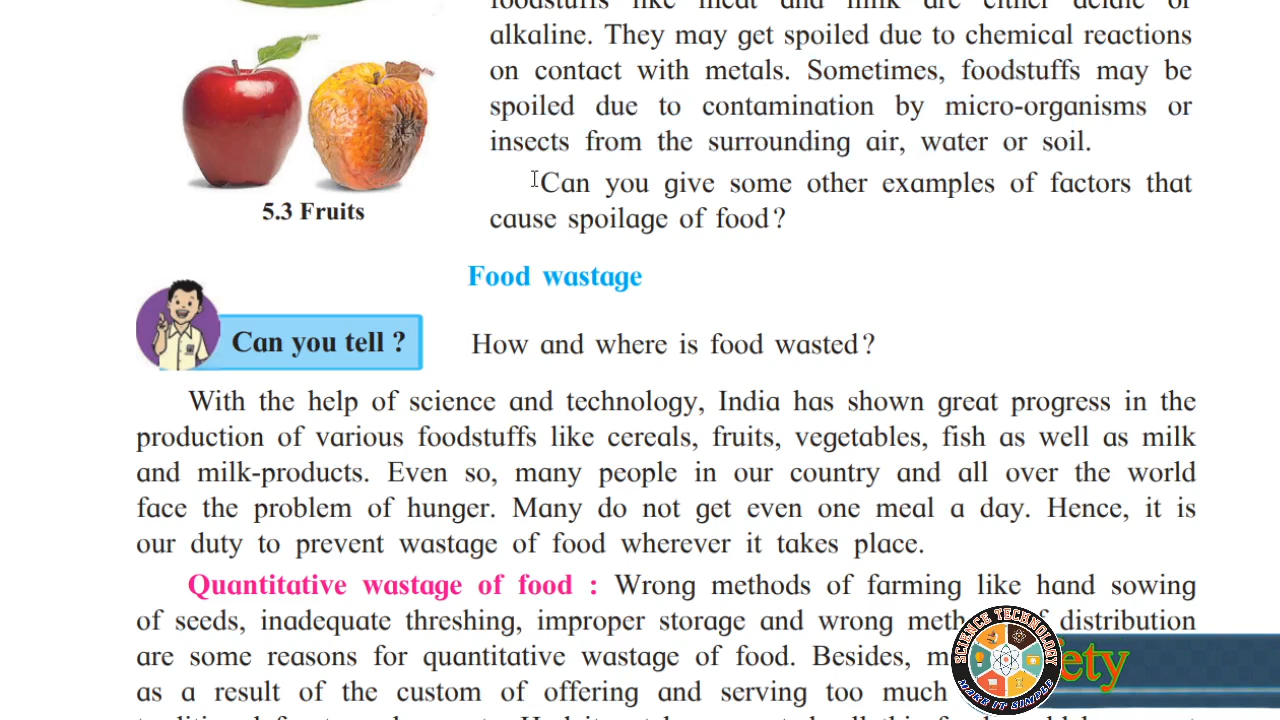 foodstuffs like meat and milk are either acidic or
alkaline. They may get spoiled due to chemical reactions
on contact with metals. Sometimes, foodstuffs may be
spoiled due to contamination by micro-organisms or
insects from the surrounding air, water or soil.
Can you give some other examples of factors that
cause spoilage of food?
5.3 Fruits
Food wastage
Can you tell ?
How and where is food wasted?
With the help of science and technology, India has shown great progress in the
production of various foodstuffs like cereals, fruits, vegetables, fish as well as milk
and milk-products. Even so, many people in our country and all over the world
face the problem of hunger. Many do not get even one meal a day. Hence, it is
our duty to prevent wastage of food wherever it takes place.
Quantitative wastage of food : Wrong methods of farming like hand sowing
of seeds, inadequate threshing, improper storage and wrong distribution
are some reesons for quantitative wastage of food. Besides,
as a result of the custom of offering and serving too much
SCIENCE TECHNOLOGY
MAKE IT SIMPLE